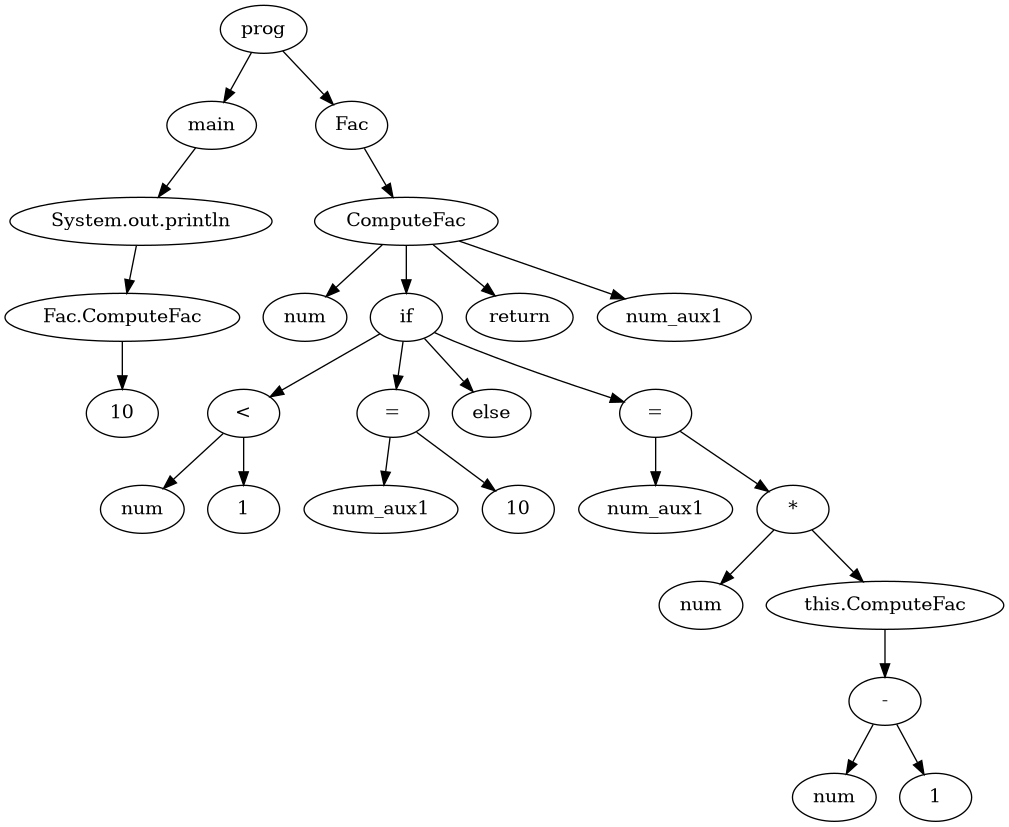 prog
main
Fac
System.out.println
ComputeFac
Fac.ComputeFac
num
if
return
num_aux1
10
<
=
else
=
num
1
num_aux1
10
num_aux1
*
num
this.ComputeFac
-
num
1